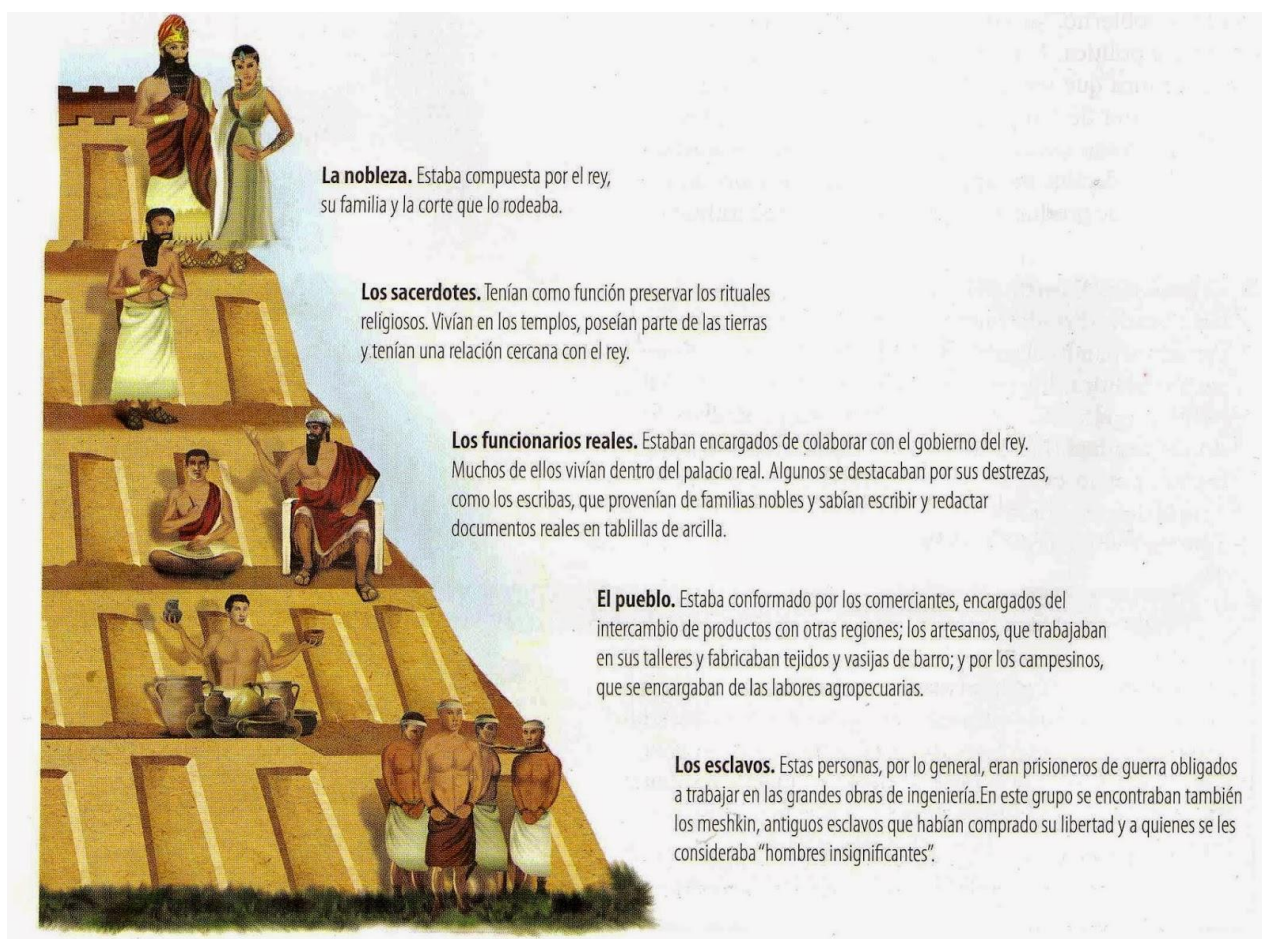 La nobleza. Estaba compuesta por el rey,
su familia y la corte que lo rodeaba.
Los sacerdotes. Tenían como función preservar los rituales
religiosos. Vivían en los templos, poseían parte de las tierras
y tenían una relación cercana con el rey.
Los funcionarios reales. Estaban encargados de colaborar con el gobierno del rey.
Muchos de ellos vivían dentro del palacio real. Algunos se destacaban por sus destrezas,
como los escribas, que provenían de familias nobles y sabían escribir y redactar
documentos reales en tablillas de arcilla.
El pueblo. Estaba conformado por los comerciantes, encargados del
intercambio de productos con otras regiones; los artesanos, que trabajaban
en sus talleres y fabricaban tejidos y vasijas de barro; y por los campesinos,
que se encargaban de las labores agropecuarias.
Los esclavos. Estas personas, por lo general, eran prisioneros de guerra obligados
a trabajar en las grandes obras de ingeniería.En este grupo se encontraban también
los meshkin, antiguos esclavos que habían comprado su libertad y a quienes se les
consideraba "hombres insignificantes".